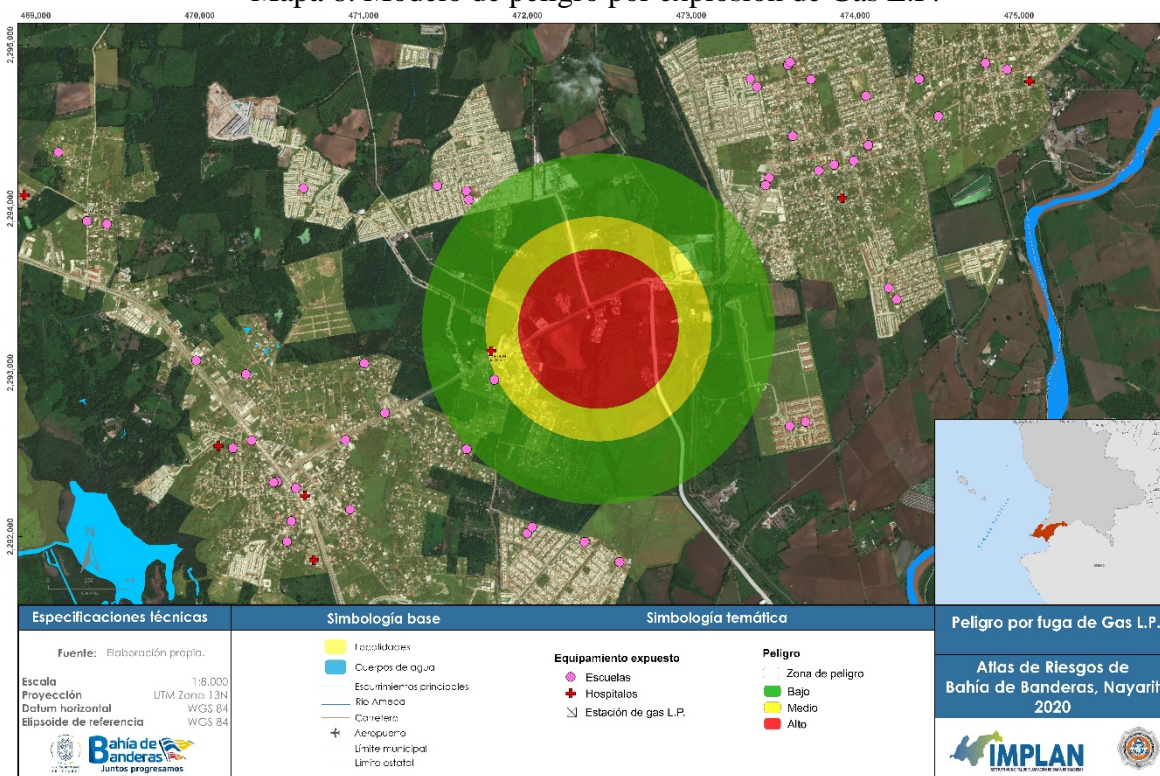 Mapa 8. Modelo de peligro por explosión de Gas L.P.
469,000 470,000 471,000 472,000 473,000 474,000 475,000
2,295,000
2,294,000
2,293,000
2,292,000
N
Especificaciones técnicas
Fuente: Elaboración propia.
Escala 1:8,000
Proyección UTM Zona 13N
Datum horizontal WGS 84
Elipsoide de referencia WGS 84
Bahía de
Banderas
Juntos progresamos
Simbología base
Localidades
Cuerpos de agua
Escurrimientos principales
Río Ameca
Carretera
Aeropuerto
Límite municipal
Límite estatal
Simbología temática
Equipamiento expuesto
Escuelas
Hospitales
Estación de gas L.P.
Peligro
Zona de peligro
Bajo
Medio
Alto
Peligro por fuga de Gas L.P.
Atlas de Riesgos de
Bahía de Banderas, Nayarit
2020
IMPLAN